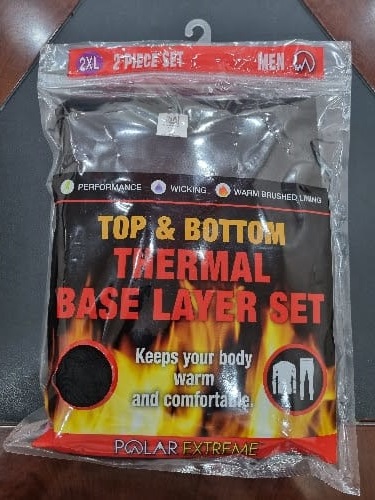 2XL 2 PIECE SET MEN
PERFORMANCE WICKING WARM BRUSHED LINING
TOP & BOTTOM
THERMAL
BASE LAYER SET
Keeps your body
warm
and comfortable.
POLAR EXTREME